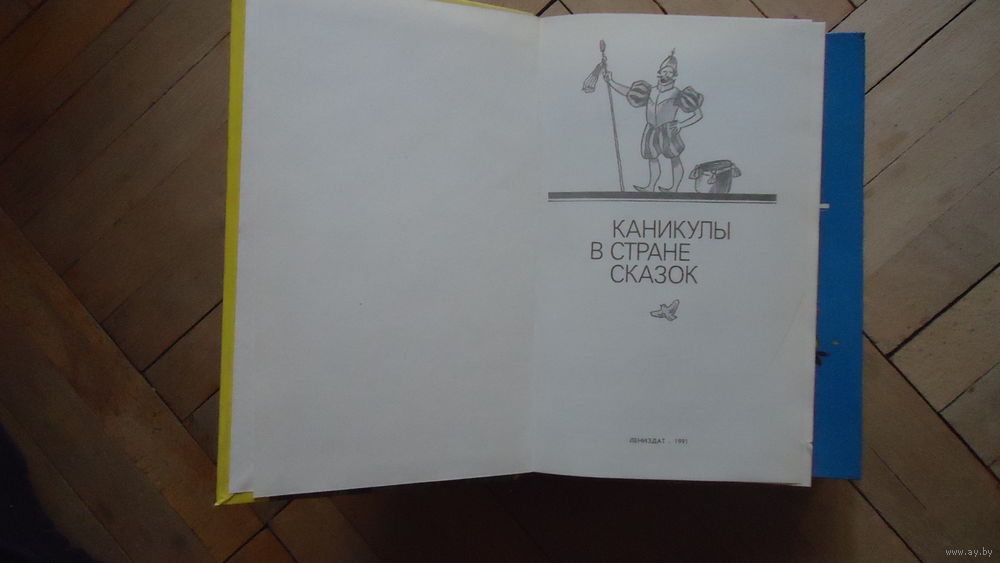 КАНИКУЛЫ
В СТРАНЕ
СКАЗОК
ЛЕНИЗДАТ . 1991
www.ay.by